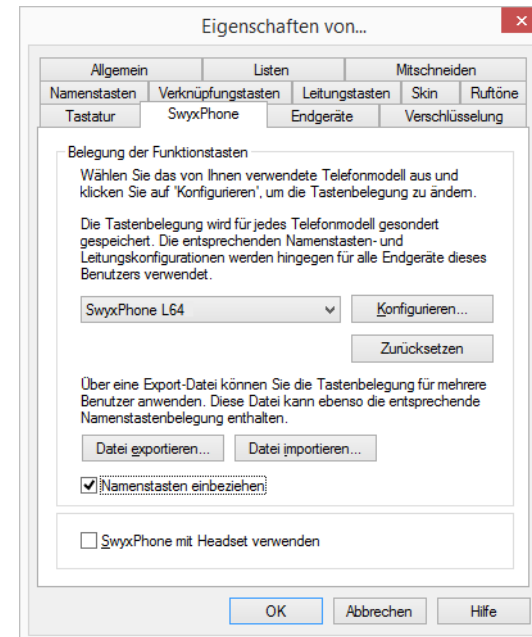 Eigenschaften von...
Allgemein Listen Mitschneiden
Namenstasten Verknüpfungstasten Leitungstasten Skin Ruftöne
Tastatur SwyxPhone Endgeräte Verschlüsselung
Belegung der Funktionstasten
Wählen Sie das von Ihnen verwendete Telefonmodell aus und
klicken Sie auf 'Konfigurieren', um die Tastenbelegung zu ändern.
Die Tastenbelegung wird für jedes Telefonmodell gesondert
gespeichert. Die entsprechenden Namenstasten- und
Leitungskonfigurationen werden hingegen für alle Endgeräte dieses
Benutzers verwendet.
SwyxPhone L64 Konfigurieren...
Zurücksetzen
Über eine Export-Datei können Sie die Tastenbelegung für mehrere
Benutzer anwenden. Diese Datei kann ebenso die entsprechende
Namenstastenbelegung enthalten.
Datei exportieren... Datei importieren...
Namenstasten einbeziehen
SwyxPhone mit Headset verwenden
OK Abbrechen Hilfe